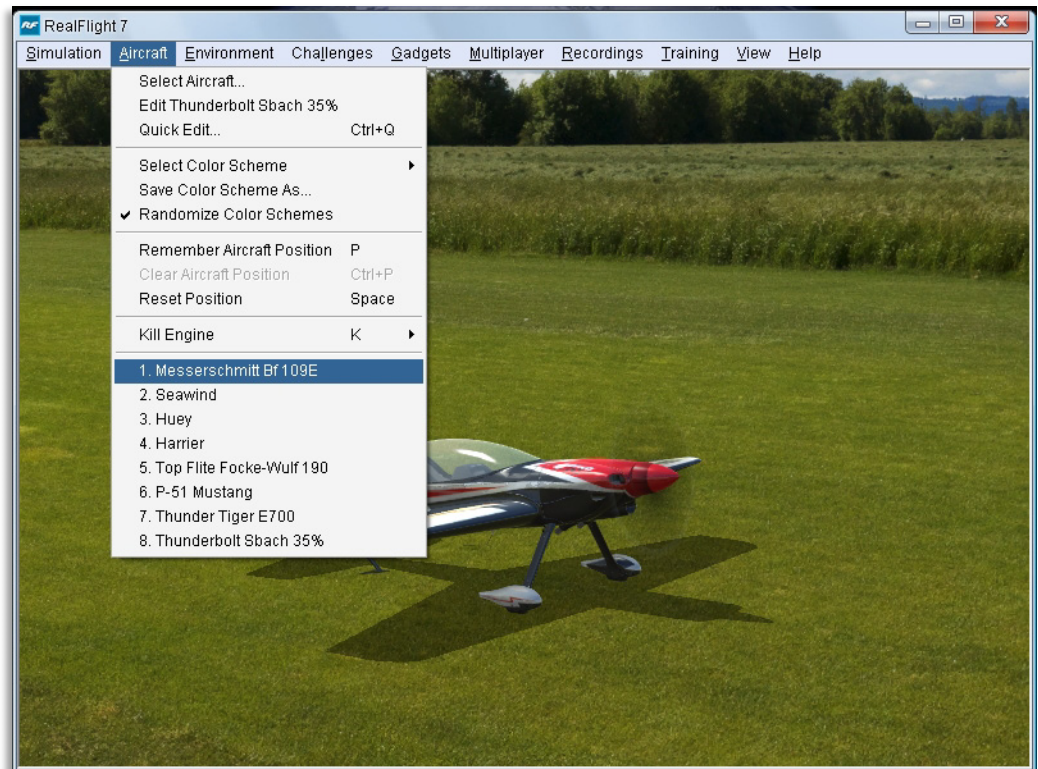 RF RealFlight 7
Simulation Aircraft Environment Challenges Gadgets Multiplayer Recordings Training View Help
Select Aircraft...
Edit Thunderbolt Sbach 35%
Quick Edit... Ctrl+Q
Select Color Scheme
Save Color Scheme As...
Randomize Color Schemes
Remember Aircraft Position P
Clear Aircraft Position Ctrl+P
Reset Position Space
Kill Engine K
1. Messerschmitt Bf 109E
2. Seawind
3. Huey
4. Harrier
5. Top Flite Focke-Wulf 190
6. P-51 Mustang
7. Thunder Tiger E700
8. Thunderbolt Sbach 35%